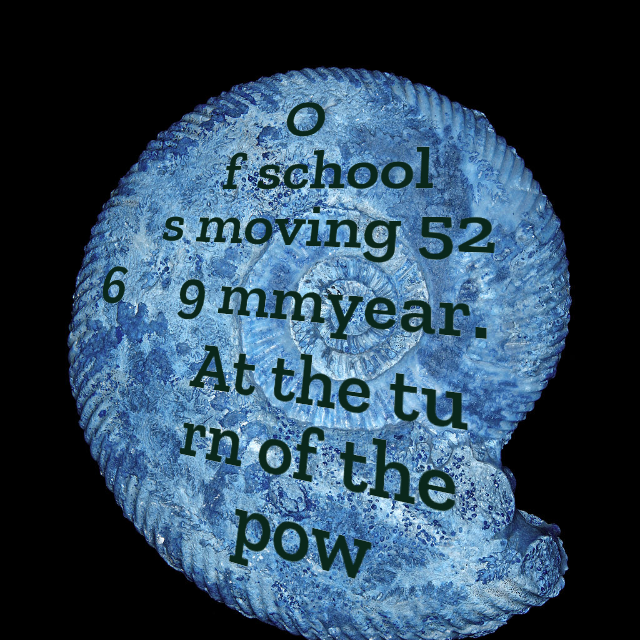 O
f school
s moving 52
6 9 mmyear.
At the tu
rn of the
pow